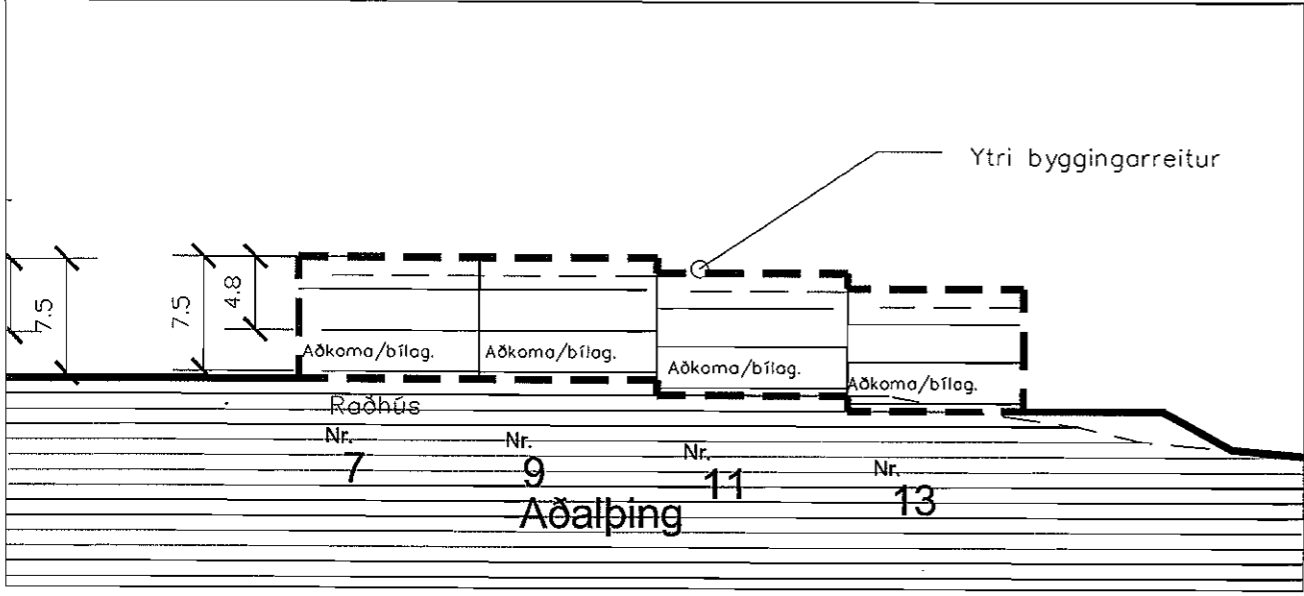 Ytri byggingarreitur
7.5
7.5
4.8
Aðkoma/bílag.
Aðkoma/bílag.
Aðkoma/bílag.
Aðkoma/bílag.
Raðhús
Nr.
7
Nr.
9
Nr.
11
Nr.
13
Aðalþing